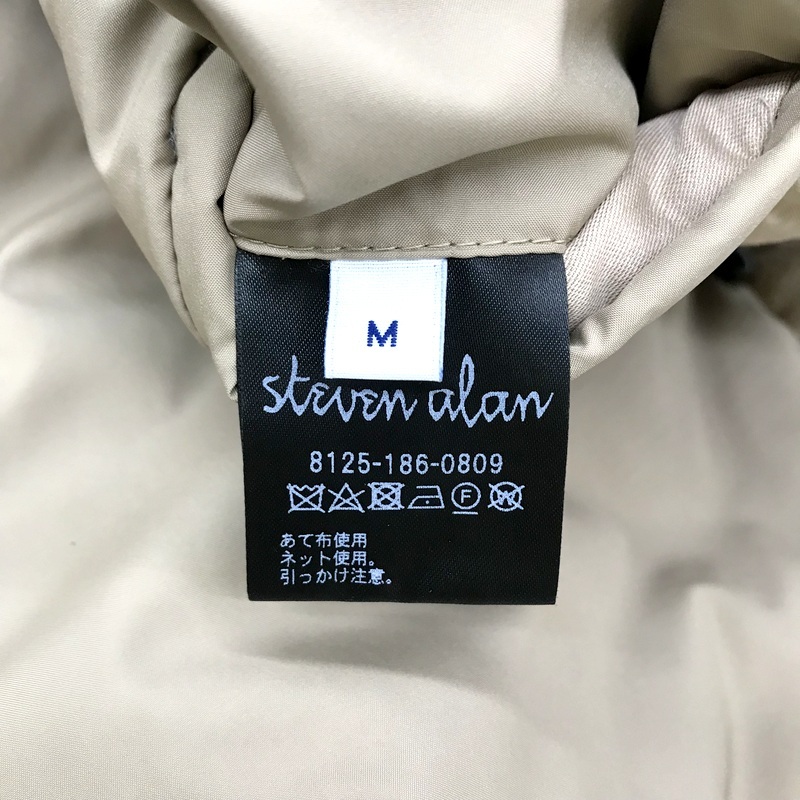 M
steven alan
8125-186-0809
F
W
あて布使用
ネット使用。
引っかけ注意。